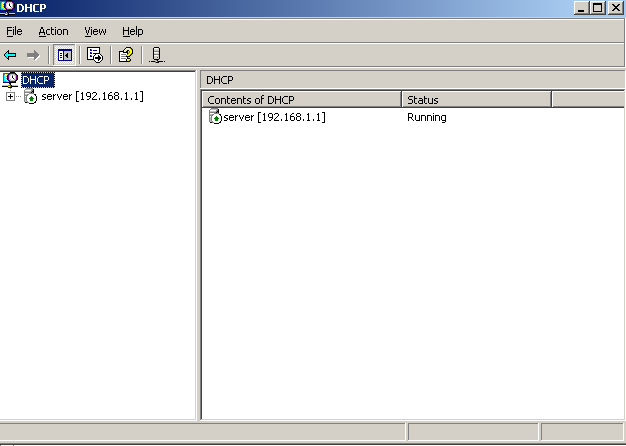 DHCP
File Action View Help
DHCP
server [192.168.1.1]
DHCP
Contents of DHCP Status
server [192.168.1.1] Running